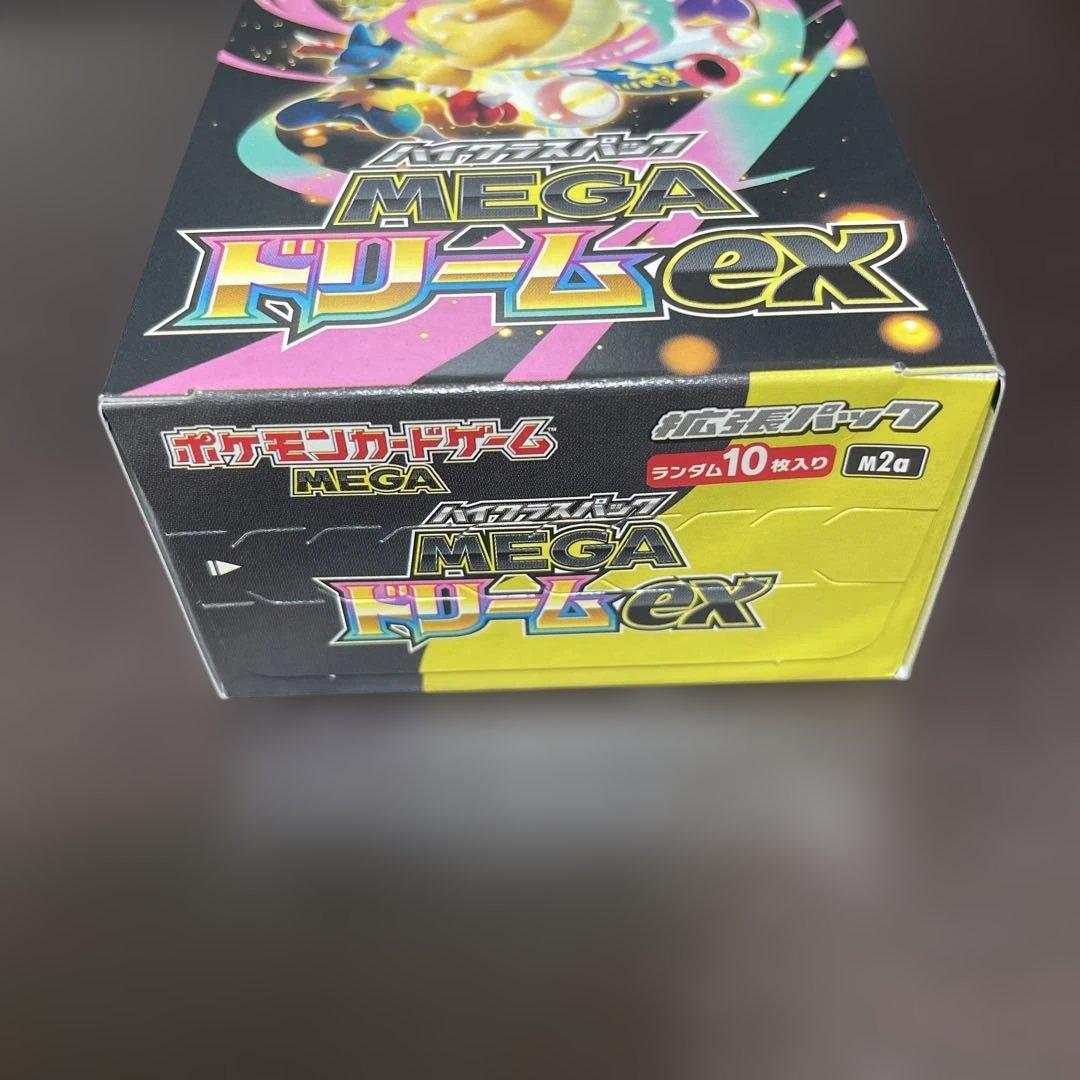 ハイクラスパック
MEGA
ドリームex
ポケモンカードゲーム™
MEGA
拡張パック
ランダム10枚入り
M2a
ハイクラスパック
MEGA
ドリームex